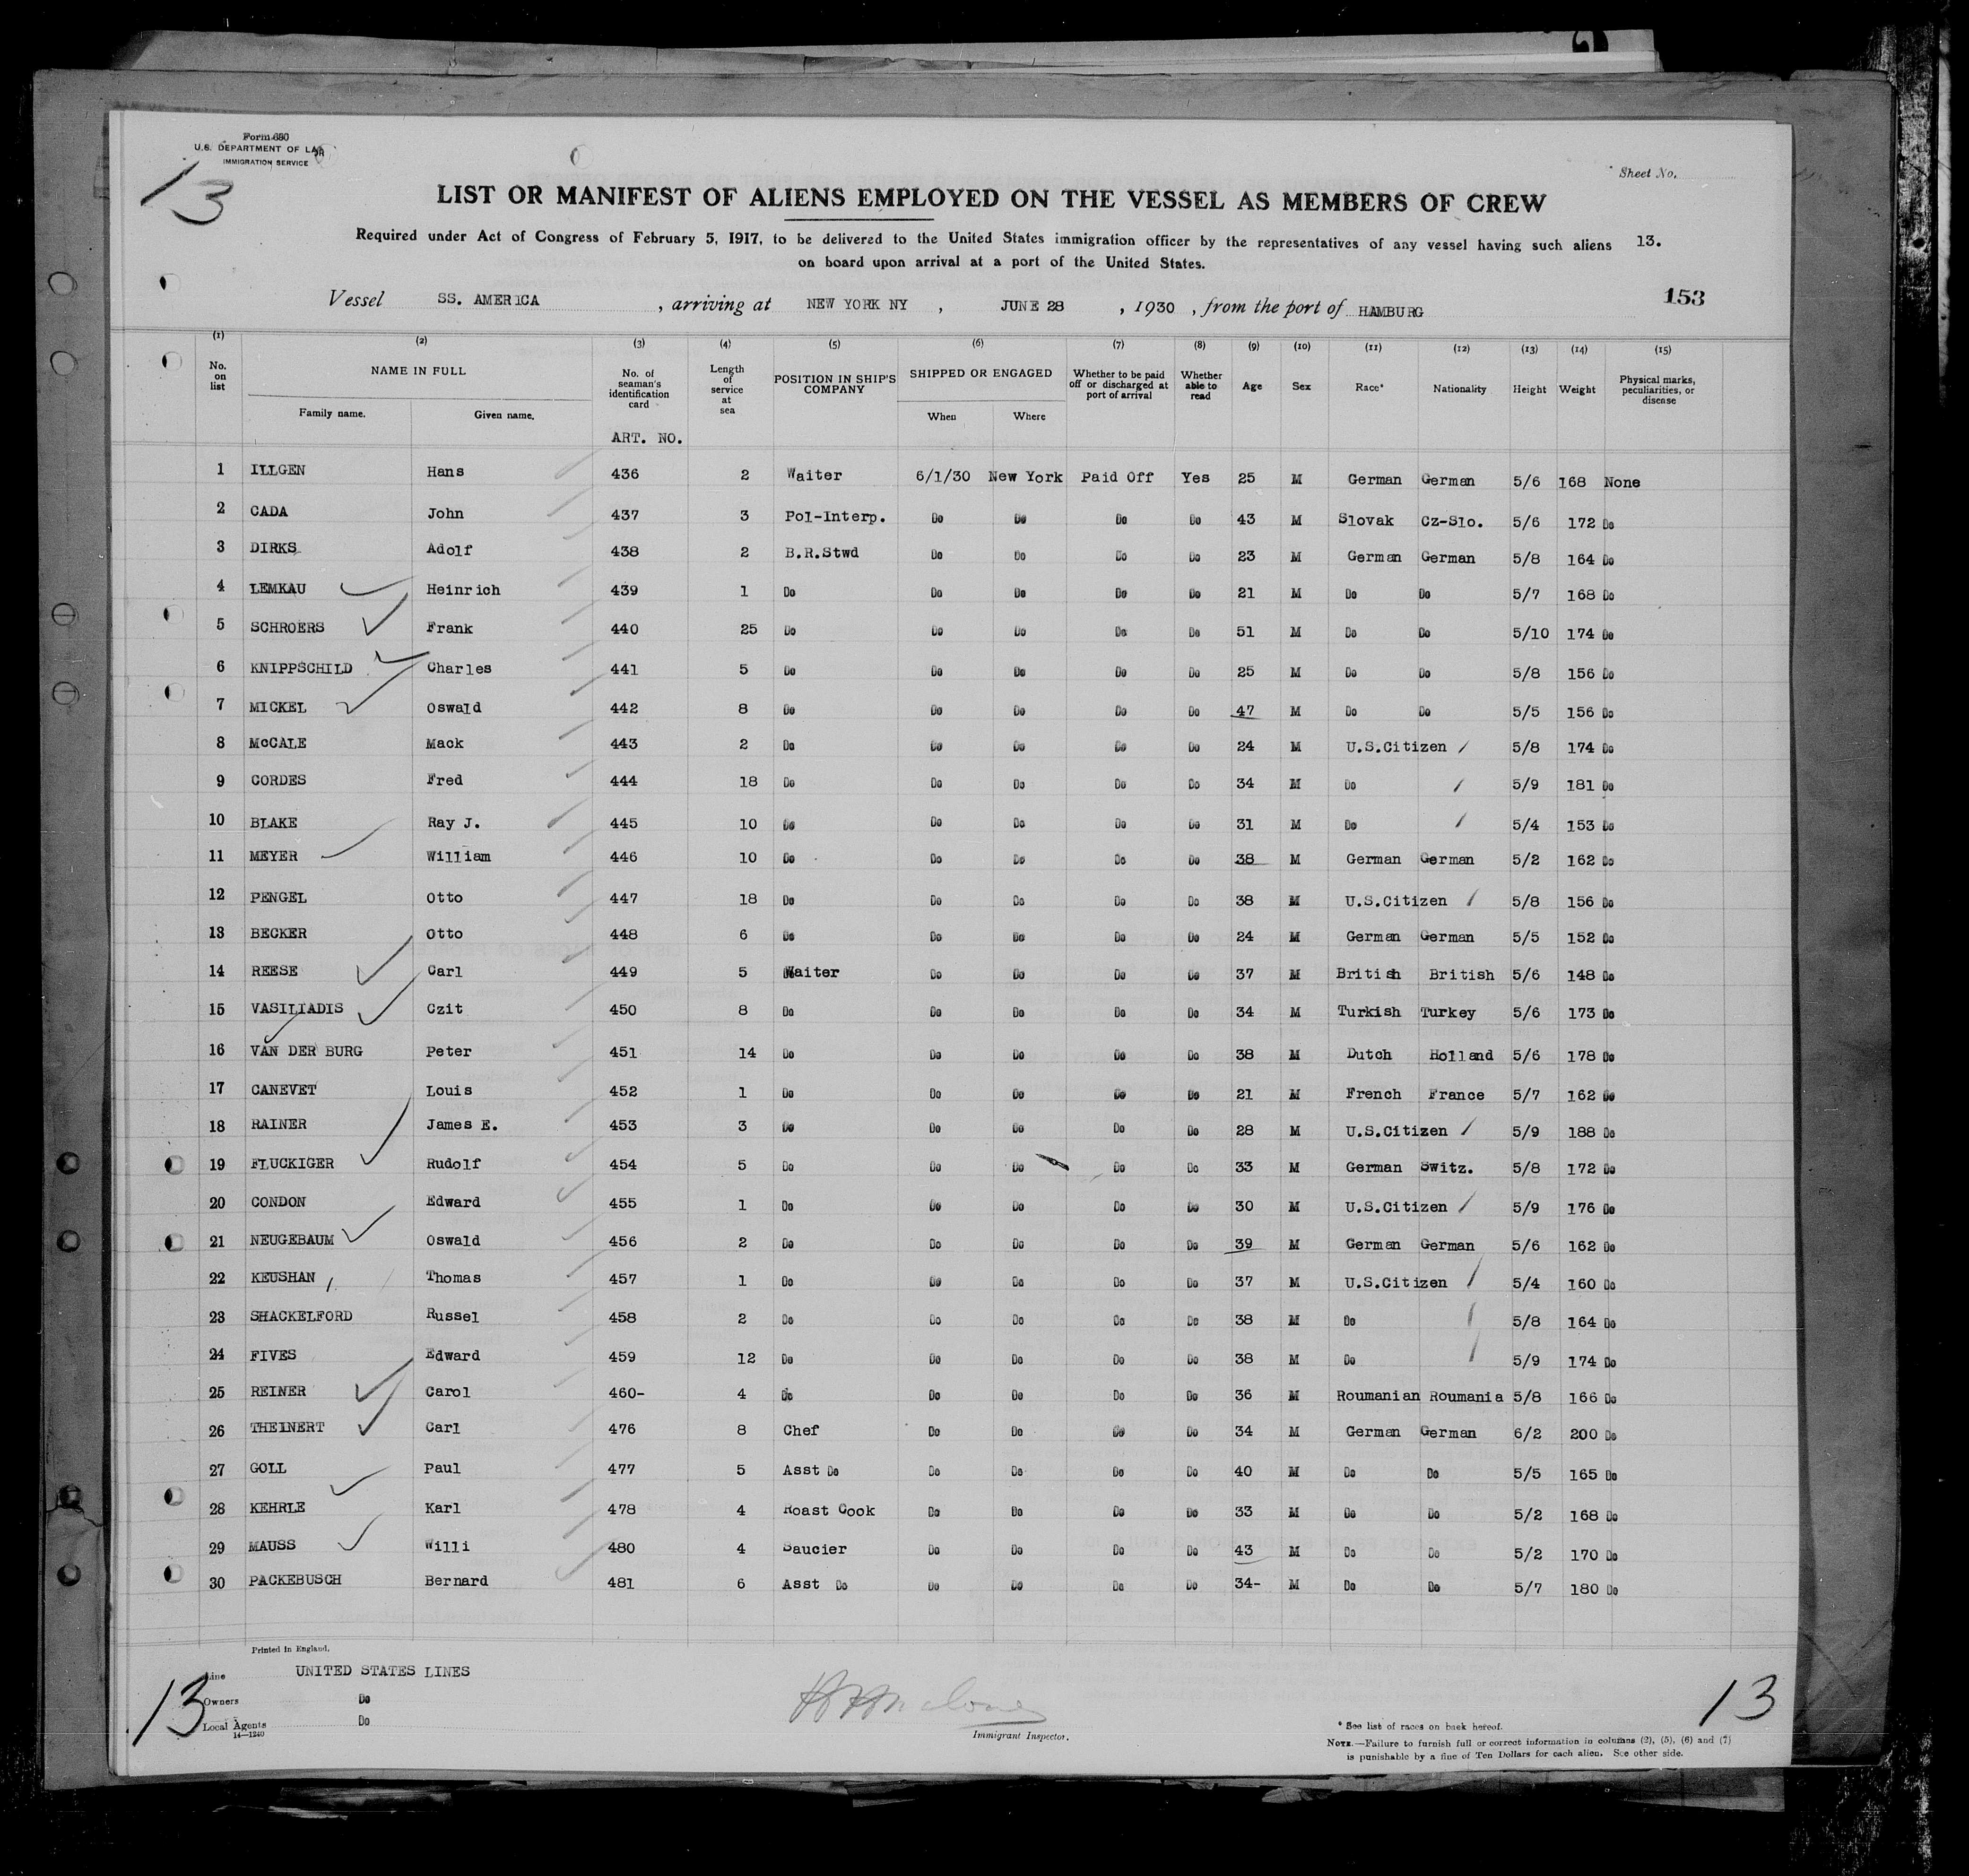 Form 680
U.S. DEPARTMENT OF LA
IMMIGRATION SERVICE
13
Sheet No.
LIST OR MANIFEST OF ALIENS EMPLOYED ON THE VESSEL AS MEMBERS OF CREW
Required under Act of Congress of February 5, 1917, to be delivered to the United States immigration officer by the representatives of any vessel having such aliens 13.
on board upon arrival at a port of the United States.
Vessel SS. AMERICA , arriving at NEW YORK NY , JUNE 28 , 1930 , from the port of HAMBURG 153
(1) (2) (3) (4) (5) (6) (7) (8) (9) (10) (11) (12) (13) (14) (15)
No. on list NAME IN FULL Family name. Given name. No. of seaman's identification card Length of service at sea POSITION IN SHIP'S COMPANY SHIPPED OR ENGAGED When Where Whether to be paid off or discharged at port of arrival Whether able to read Age Sex Race* Nationality Height Weight Physical marks, peculiarities, or disease
ART. NO.
1 ILLGEN Hans 436 2 Waiter 6/1/30 New York Paid Off Yes 25 M German German 5/6 168 None
2 CADA John 437 3 Pol-Interp. Do Do Do Do 43 M Slovak Cz-Slo. 5/6 172 Do
3 DIRKS Adolf 438 2 B.R.Stwd Do Do Do Do 23 M German German 5/8 164 Do
4 LEMKAU Heinrich 439 1 Do Do Do Do Do 21 M Do Do 5/7 168 Do
5 SCHROERS Frank 440 25 Do Do Do Do Do 51 M Do Do 5/10 174 Do
6 KNIPPSCHILD Charles 441 5 Do Do Do Do Do 25 M Do Do 5/8 156 Do
7 MICKEL Oswald 442 8 Do Do Do Do Do 47 M Do Do 5/5 156 Do
8 McCALE Mack 443 2 Do Do Do Do Do 24 M U.S.Citizen 5/8 174 Do
9 CORDES Fred 444 18 Do Do Do Do Do 34 M Do 5/9 181 Do
10 BLAKE Ray J. 445 10 Do Do Do Do Do 31 M Do 5/4 153 Do
11 MEYER William 446 10 Do Do Do Do Do 38 M German German 5/2 162 Do
12 PENGEL Otto 447 18 Do Do Do Do Do 38 M U.S.Citizen 5/8 156 Do
13 BECKER Otto 448 6 Do Do Do Do Do 24 M German German 5/5 152 Do
14 REESE Carl 449 5 Waiter Do Do Do Do 37 M British British 5/6 148 Do
15 VASILIADIS Czit 450 8 Do Do Do Do Do 34 M Turkish Turkey 5/6 173 Do
16 VAN DER BURG Peter 451 14 Do Do Do Do Do 38 M Dutch Holland 5/6 178 Do
17 CANEVET Louis 452 1 Do Do Do Do Do 21 M French France 5/7 162 Do
18 RAINER James E. 453 3 Do Do Do Do Do 28 M U.S.Citizen 5/9 188 Do
19 FLUCKIGER Rudolf 454 5 Do Do Do Do Do 33 M German Switz. 5/8 172 Do
20 CONDON Edward 455 1 Do Do Do Do Do 30 M U.S.Citizen 5/9 176 Do
21 NEUGEBAUM Oswald 456 2 Do Do Do Do Do 39 M German German 5/6 162 Do
22 KEUSHAN Thomas 457 1 Do Do Do Do Do 37 M U.S.Citizen 5/4 160 Do
23 SHACKELFORD Russel 458 2 Do Do Do Do Do 38 M Do 5/8 164 Do
24 FIVES Edward 459 12 Do Do Do Do Do 38 M Do 5/9 174 Do
25 REINER Carol 460- 4 Do Do Do Do Do 36 M Roumanian Roumania 5/8 166 Do
26 THEINERT Carl 476 8 Chef Do Do Do Do 34 M German German 6/2 200 Do
27 GOLL Paul 477 5 Asst Do Do Do Do Do 40 M Do Do 5/5 165 Do
28 KEHRLE Karl 478 4 Roast Cook Do Do Do Do 33 M Do Do 5/2 168 Do
29 MAUSS Willi 480 4 Saucier Do Do Do Do 43 M Do Do 5/2 170 Do
30 PACKEBUSCH Bernard 481 6 Asst Do Do Do Do Do 34- M Do Do 5/7 180 Do
Printed in England.
Line UNITED STATES LINES
Owners Do
Local Agents Do
14—1240
13
Immigrant Inspector.
13
* See list of races on back hereof.
NOTE.—Failure to furnish full or correct information in columns (2), (5), (6) and (7)
is punishable by a fine of Ten Dollars for each alien. See other side.